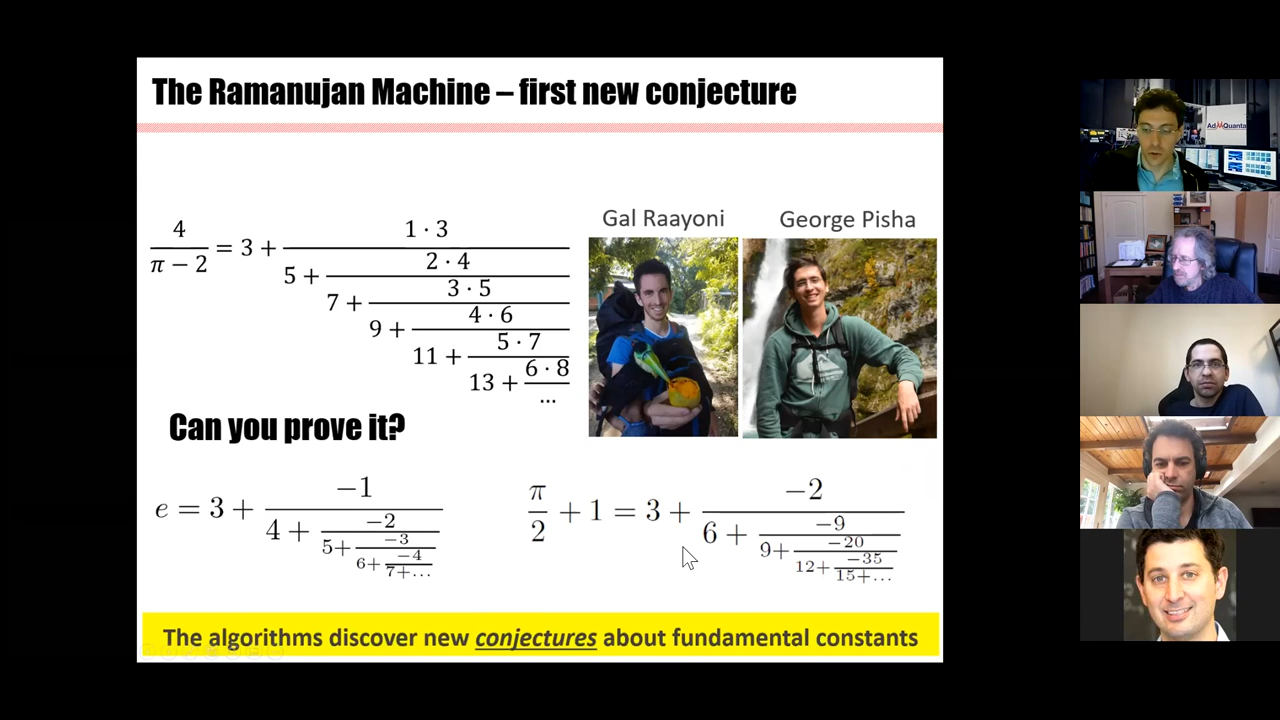 The Ramanujan Machine – first new conjecture
AdMQuanta
Gal Raayoni George Pisha
4/(π − 2) = 3 + (1 · 3)/(5 + (2 · 4)/(7 + (3 · 5)/(9 + (4 · 6)/(11 + (5 · 7)/(13 + (6 · 8)/...)))))
Can you prove it?
e = 3 + (−1)/(4 + (−2)/(5 + (−3)/(6 + (−4)/(7 + ...))))
π/2 + 1 = 3 + (−2)/(6 + (−9)/(9 + (−20)/(12 + (−35)/(15 + ...))))
The algorithms discover new conjectures about fundamental constants